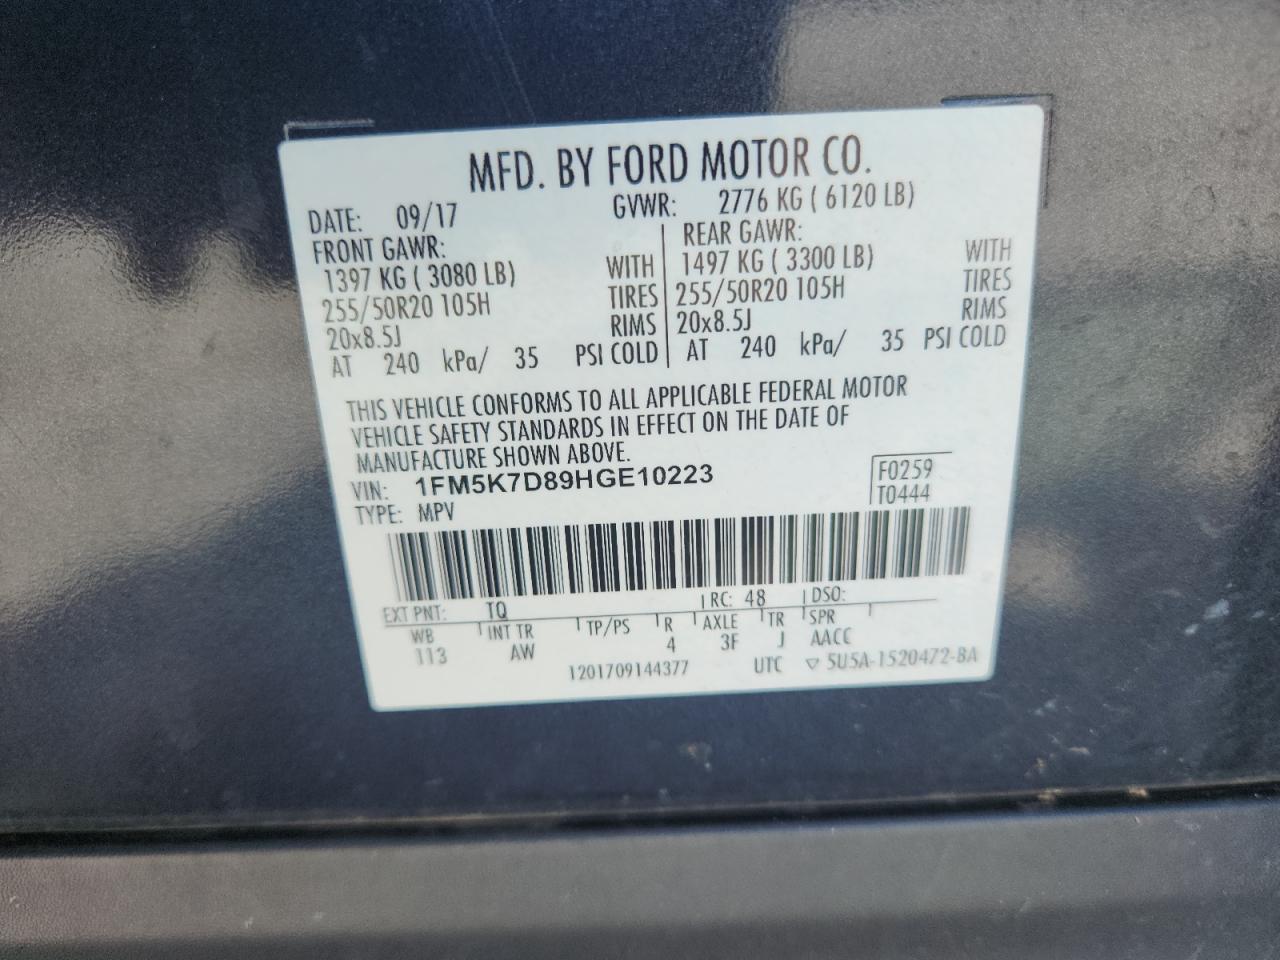 MFD. BY FORD MOTOR CO.
DATE: 09/17 GVWR: 2776 KG ( 6120 LB)
FRONT GAWR: REAR GAWR:
1397 KG ( 3080 LB) WITH 1497 KG ( 3300 LB) WITH
255/50R20 105H TIRES 255/50R20 105H TIRES
20x8.5J RIMS 20x8.5J RIMS
AT 240 kPa/ 35 PSI COLD AT 240 kPa/ 35 PSI COLD
THIS VEHICLE CONFORMS TO ALL APPLICABLE FEDERAL MOTOR
VEHICLE SAFETY STANDARDS IN EFFECT ON THE DATE OF
MANUFACTURE SHOWN ABOVE.
VIN: 1FM5K7D89HGE10223 F0259
TYPE: MPV T0444
EXT PNT: TQ RC: 48 DSO:
WB INT TR TP/PS R AXLE TR SPR
113 AW 4 3F J AACC
1201709144377 UTC ▽ 5U5A-1520472-BA